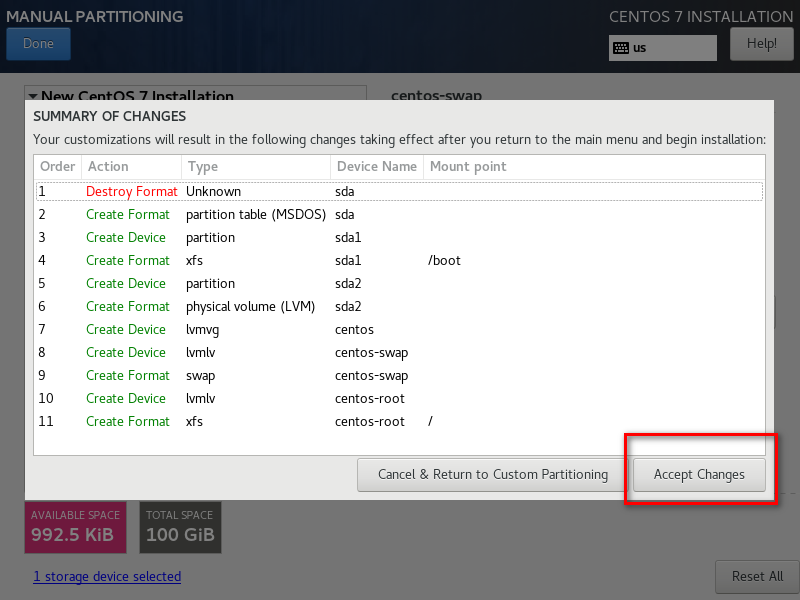 MANUAL PARTITIONING
CENTOS 7 INSTALLATION
Done
us
Help!
New CentOS 7 Installation
centos-swap
SUMMARY OF CHANGES
Your customizations will result in the following changes taking effect after you return to the main menu and begin installation:
Order Action Type Device Name Mount point
1 Destroy Format Unknown sda
2 Create Format partition table (MSDOS) sda
3 Create Device partition sda1
4 Create Format xfs sda1 /boot
5 Create Device partition sda2
6 Create Format physical volume (LVM) sda2
7 Create Device lvmvg centos
8 Create Device lvmlv centos-swap
9 Create Format swap centos-swap
10 Create Device lvmlv centos-root
11 Create Format xfs centos-root /
Cancel & Return to Custom Partitioning
Accept Changes
AVAILABLE SPACE
992.5 KiB
TOTAL SPACE
100 GiB
1 storage device selected
Reset All